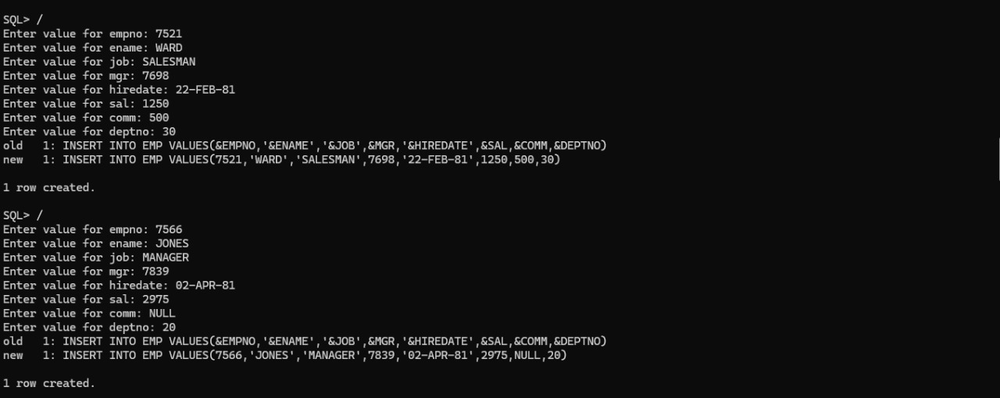 SQL> /
Enter value for empno: 7521
Enter value for ename: WARD
Enter value for job: SALESMAN
Enter value for mgr: 7698
Enter value for hiredate: 22-FEB-81
Enter value for sal: 1250
Enter value for comm: 500
Enter value for deptno: 30
old   1: INSERT INTO EMP VALUES(&EMPNO,'&ENAME','&JOB',&MGR,'&HIREDATE',&SAL,&COMM,&DEPTNO)
new   1: INSERT INTO EMP VALUES(7521,'WARD','SALESMAN',7698,'22-FEB-81',1250,500,30)

1 row created.

SQL> /
Enter value for empno: 7566
Enter value for ename: JONES
Enter value for job: MANAGER
Enter value for mgr: 7839
Enter value for hiredate: 02-APR-81
Enter value for sal: 2975
Enter value for comm: NULL
Enter value for deptno: 20
old   1: INSERT INTO EMP VALUES(&EMPNO,'&ENAME','&JOB',&MGR,'&HIREDATE',&SAL,&COMM,&DEPTNO)
new   1: INSERT INTO EMP VALUES(7566,'JONES','MANAGER',7839,'02-APR-81',2975,NULL,20)

1 row created.